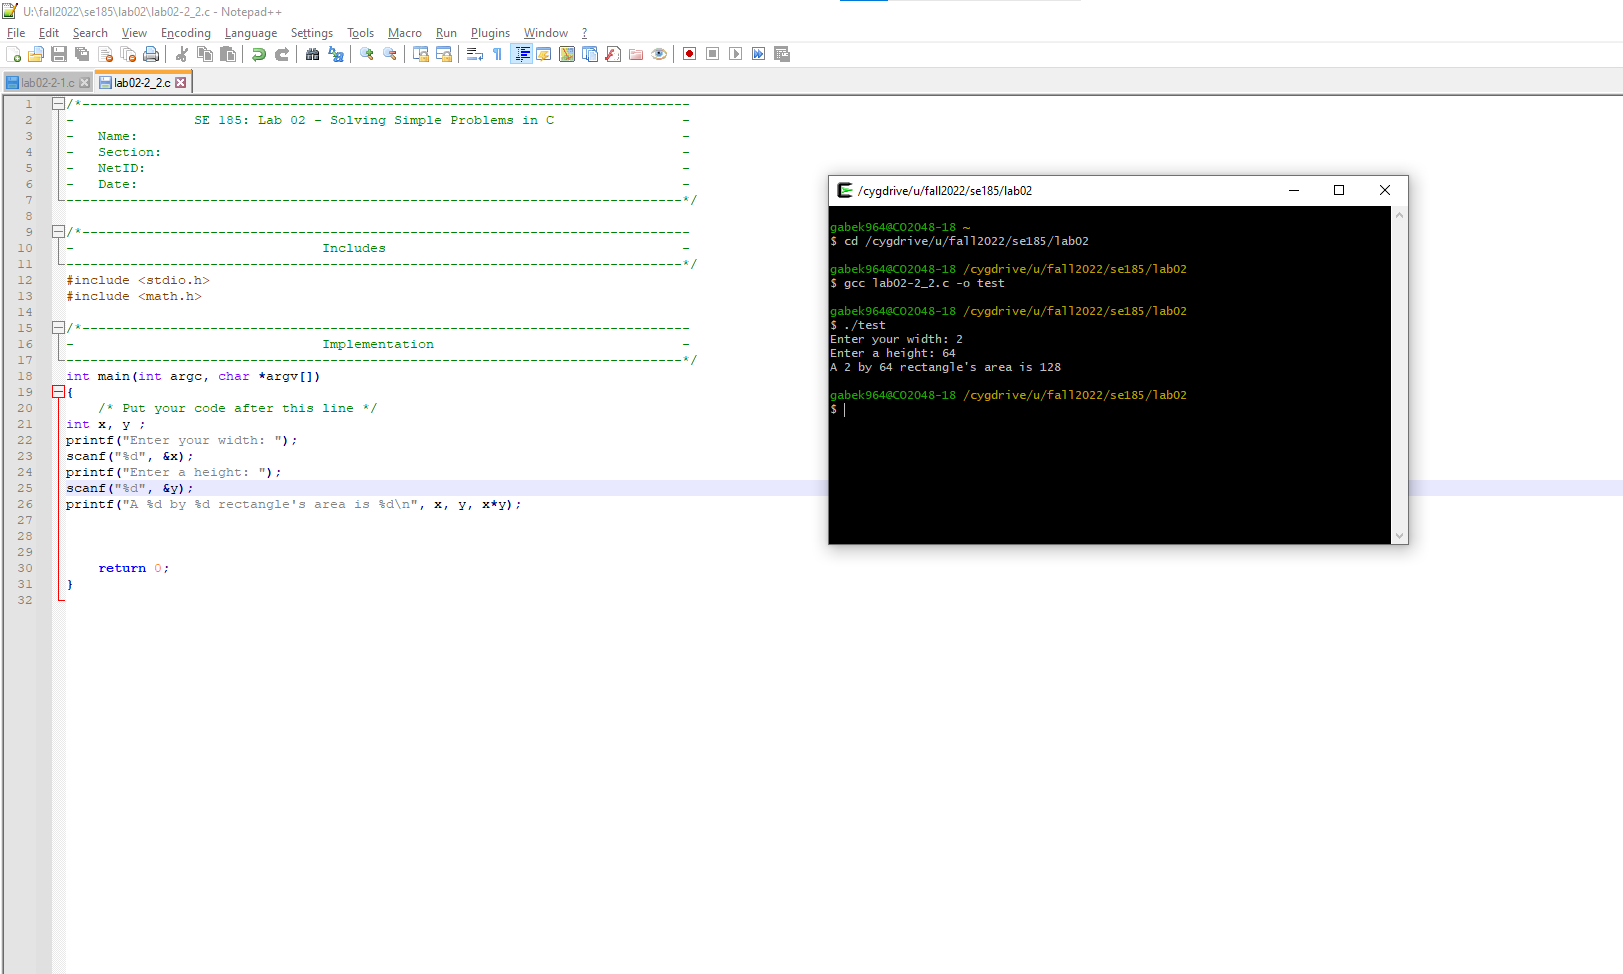 U:\fall2022\se185\lab02\lab02-2_2.c - Notepad++
File Edit Search View Encoding Language Settings Tools Macro Run Plugins Window ?
lab02-2-1.c lab02-2_2.c
1 /*----------------------------------------------------------------------------
2 - SE 185: Lab 02 - Solving Simple Problems in C -
3 - Name: -
4 - Section: -
5 - NetID: -
6 - Date: -
7 -----------------------------------------------------------------------------*/
8
9 /*----------------------------------------------------------------------------
10 - Includes -
11 -----------------------------------------------------------------------------*/
12 #include <stdio.h>
13 #include <math.h>
14
15 /*----------------------------------------------------------------------------
16 - Implementation -
17 -----------------------------------------------------------------------------*/
18 int main(int argc, char *argv[])
19 {
20 /* Put your code after this line */
21 int x, y ;
22 printf("Enter your width: ");
23 scanf("%d", &x);
24 printf("Enter a height: ");
25 scanf("%d", &y);
26 printf("A %d by %d rectangle's area is %d\n", x, y, x*y);
27
28
29
30 return 0;
31 }
32
/cygdrive/u/fall2022/se185/lab02
gabek964@CO2048-18 ~
$ cd /cygdrive/u/fall2022/se185/lab02
gabek964@CO2048-18 /cygdrive/u/fall2022/se185/lab02
$ gcc lab02-2_2.c -o test
gabek964@CO2048-18 /cygdrive/u/fall2022/se185/lab02
$ ./test
Enter your width: 2
Enter a height: 64
A 2 by 64 rectangle's area is 128
gabek964@CO2048-18 /cygdrive/u/fall2022/se185/lab02
$